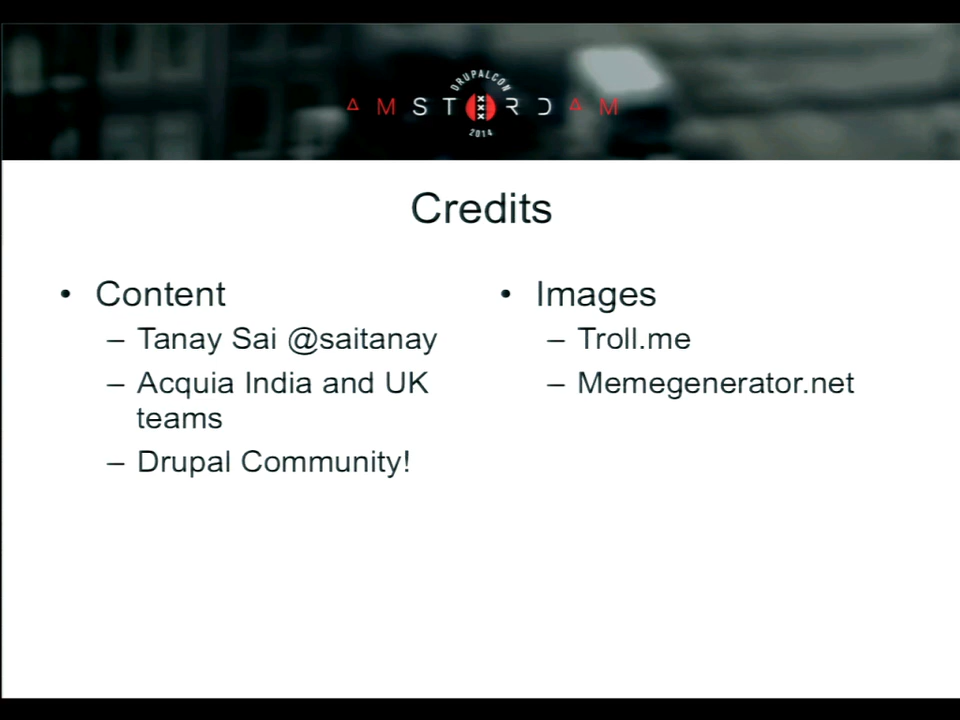 DRUPALCON
AMSTERDAM
2014
Credits
• Content
– Tanay Sai @saitanay
– Acquia India and UK
teams
– Drupal Community!
• Images
– Troll.me
– Memegenerator.net